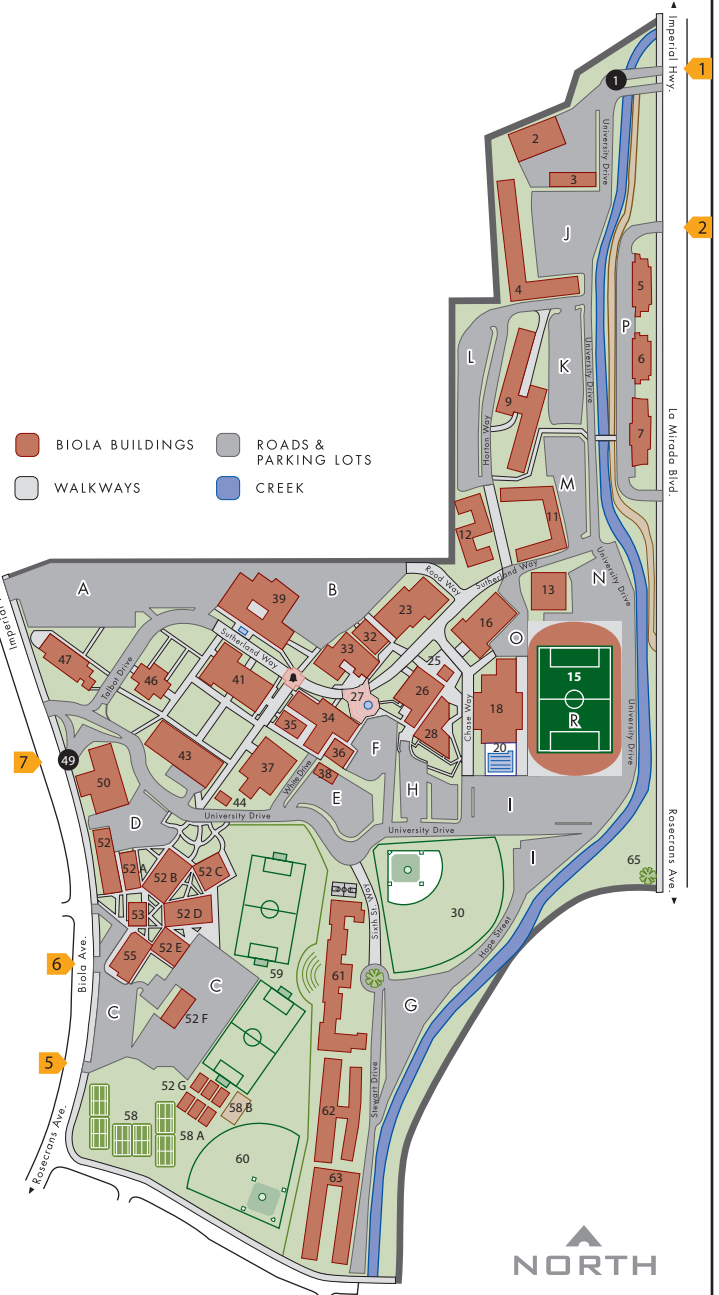 Imperial Hwy.
1
1
University Drive
2
3
2
J
4
5
P
L
K
University Drive
6
9
7
La Mirada Blvd.
Horton Way
BIOLA BUILDINGS
ROADS &
PARKING LOTS
WALKWAYS
CREEK
M
11
12
Sutherland Way
University Drive
N
Rood Way
13
A
B
39
23
16
O
Imperial
32
33
Sutherland Way
47
46
41
25
26
27
15
R
Talbot Drive
34
35
18
Chase Way
28
University Drive
43
36
F
20
7
49
37
38
50
White Drive
E
H
I
44
D
University Drive
University Drive
Rosecrans Ave.
52
52 A
52 B
52 C
I
65
53
52 D
Sixth St. Way
30
55
52 E
Hope Street
6
Biola Ave.
59
61
C
C
G
52 F
5
Stewart Drive
52 G
58 B
58
58 A
62
60
63
Rosecrans Ave.
NORTH